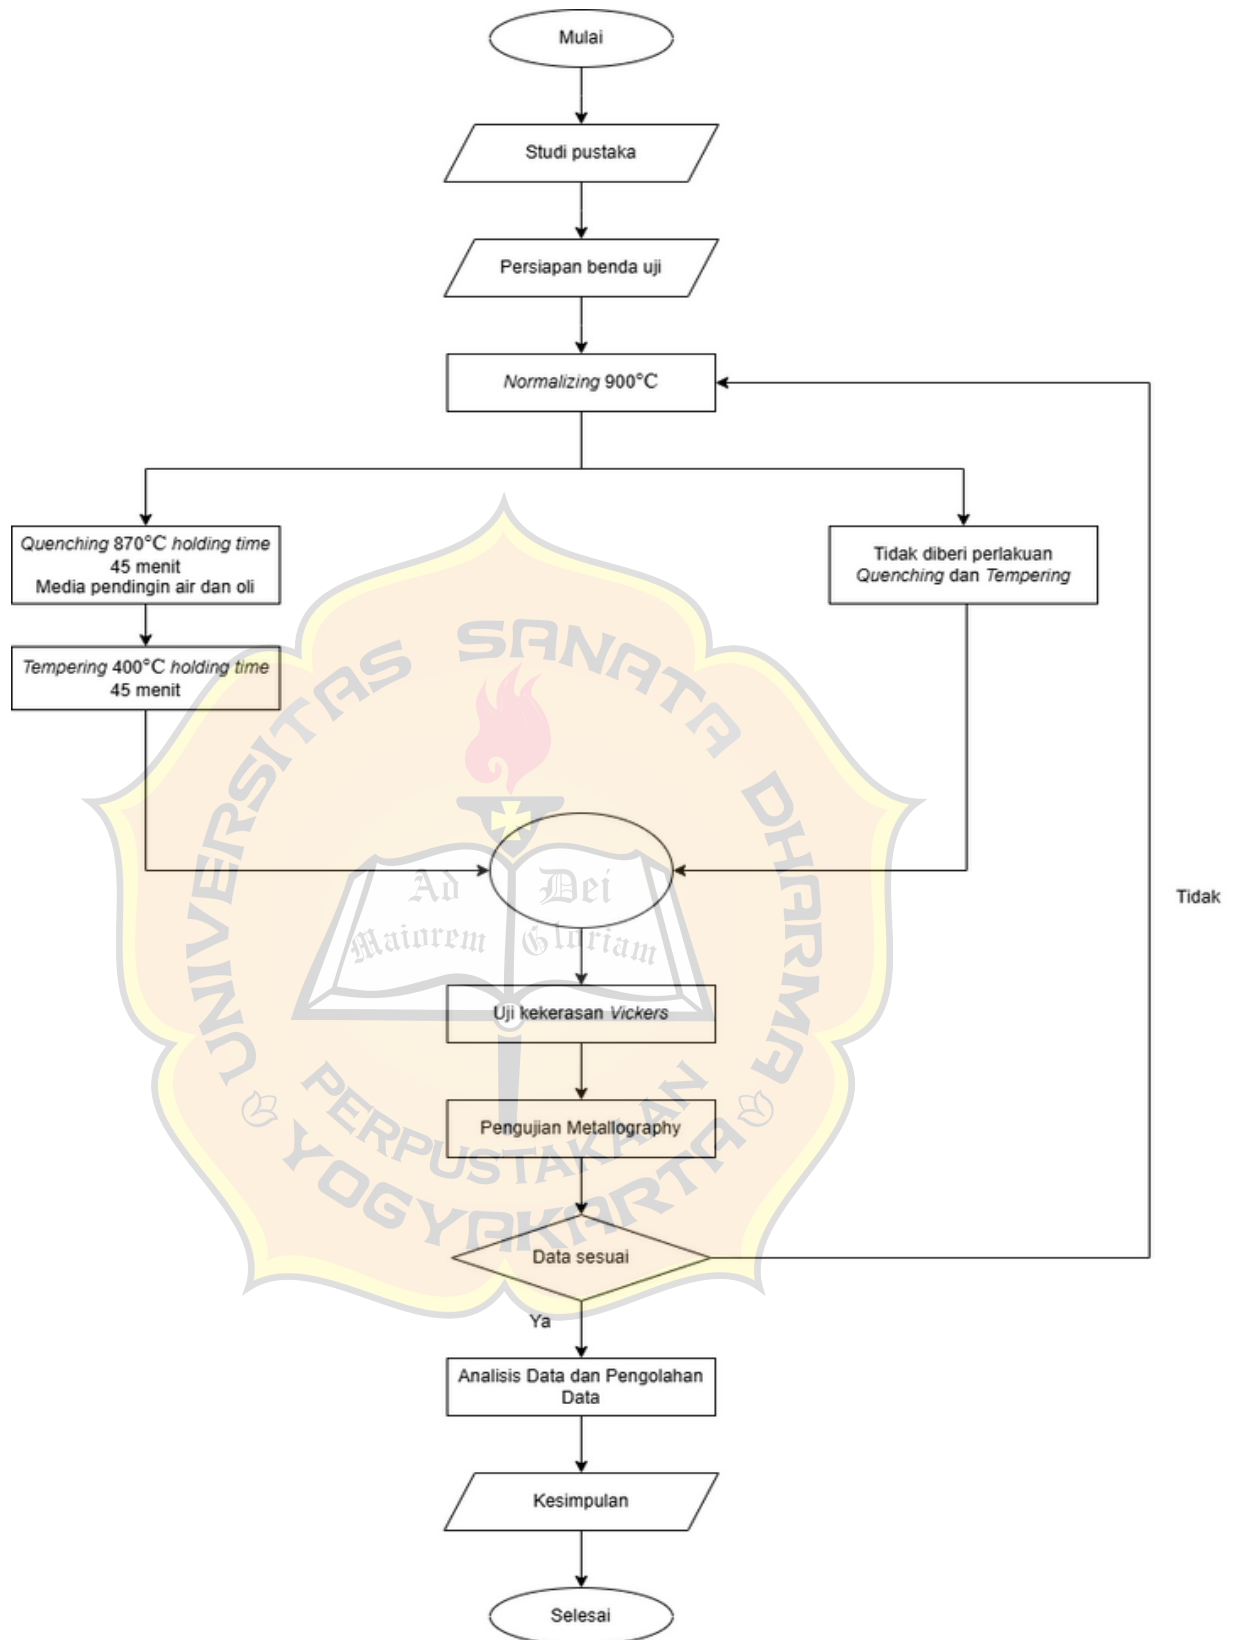 Mulai
Studi pustaka
Persiapan benda uji
Normalizing 900°C
Quenching 870°C holding time
45 menit
Media pendingin air dan oli
Tidak diberi perlakuan
Quenching dan Tempering
Tempering 400°C holding time
45 menit
UNIVERSITAS SANATA DHARMA
Ad Dei
Maiorem Gloriam
Tidak
Uji kekerasan Vickers
Pengujian Metallography
PERPUSTAKAAN
YOGYAKARTA
Data sesuai
Ya
Analisis Data dan Pengolahan
Data
Kesimpulan
Selesai